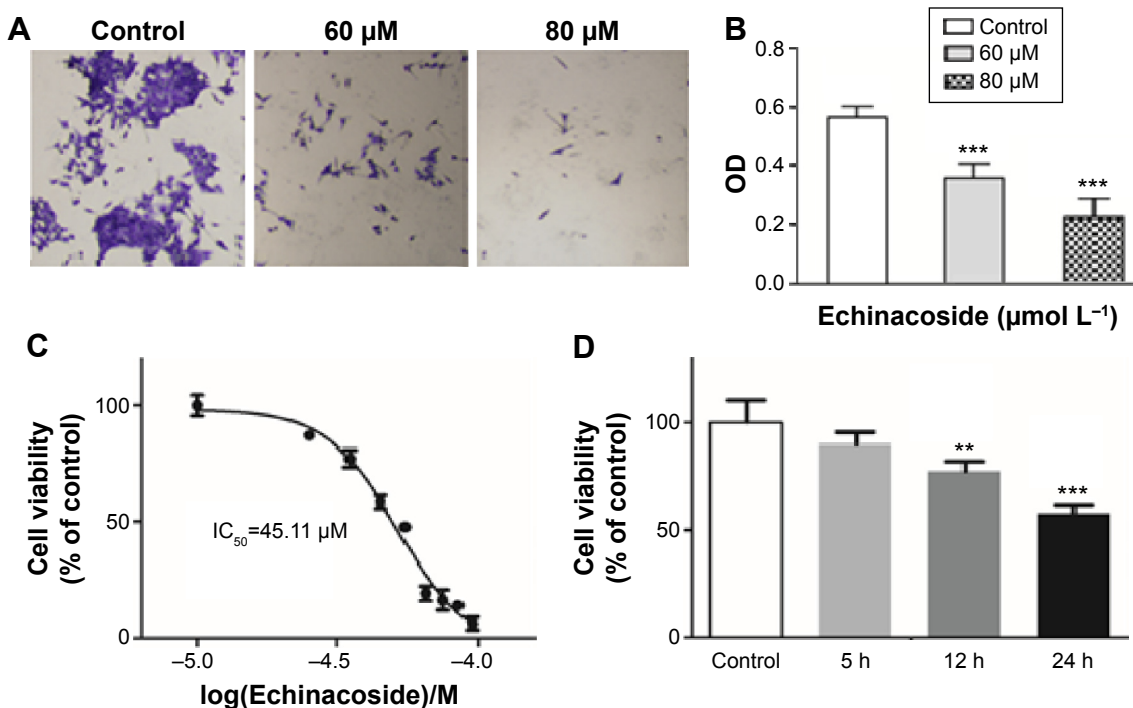 A
Control
60 µM
80 µM
B
Control
60 µM
80 µM
0.8
0.6
0.4
0.2
0.0
OD
***
***
Echinacoside (µmol L⁻¹)
C
Cell viability
(% of control)
100
50
0
IC₅₀=45.11 µM
–5.0
–4.5
–4.0
log(Echinacoside)/M
D
Cell viability
(% of control)
100
50
0
**
***
Control
5 h
12 h
24 h